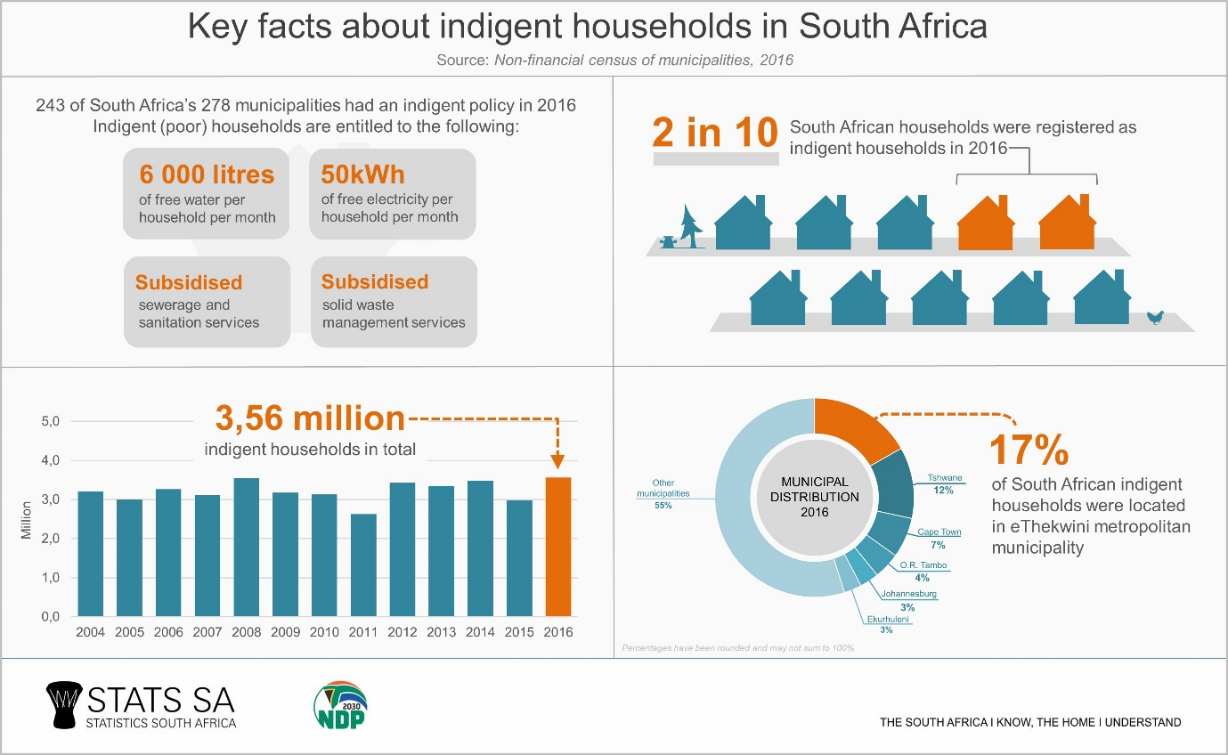 Key facts about indigent households in South Africa
Source: Non-financial census of municipalities, 2016
243 of South Africa's 278 municipalities had an indigent policy in 2016
Indigent (poor) households are entitled to the following:
6 000 litres
of free water per
household per month
50kWh
of free electricity per
household per month
Subsidised
sewerage and
sanitation services
Subsidised
solid waste
management services
2 in 10
South African households were registered as
indigent households in 2016
3,56 million
indigent households in total
Million
5,0
4,0
3,0
2,0
1,0
0,0
2004 2005 2006 2007 2008 2009 2010 2011 2012 2013 2014 2015 2016
MUNICIPAL
DISTRIBUTION
2016
Other
municipalities
55%
Tshwane
12%
Cape Town
7%
O.R. Tambo
4%
Johannesburg
3%
Ekurhuleni
3%
17%
of South African indigent
households were located
in eThekwini metropolitan
municipality
Percentages have been rounded and may not sum to 100%
STATS SA
STATISTICS SOUTH AFRICA
2030
NDP
THE SOUTH AFRICA I KNOW, THE HOME I UNDERSTAND